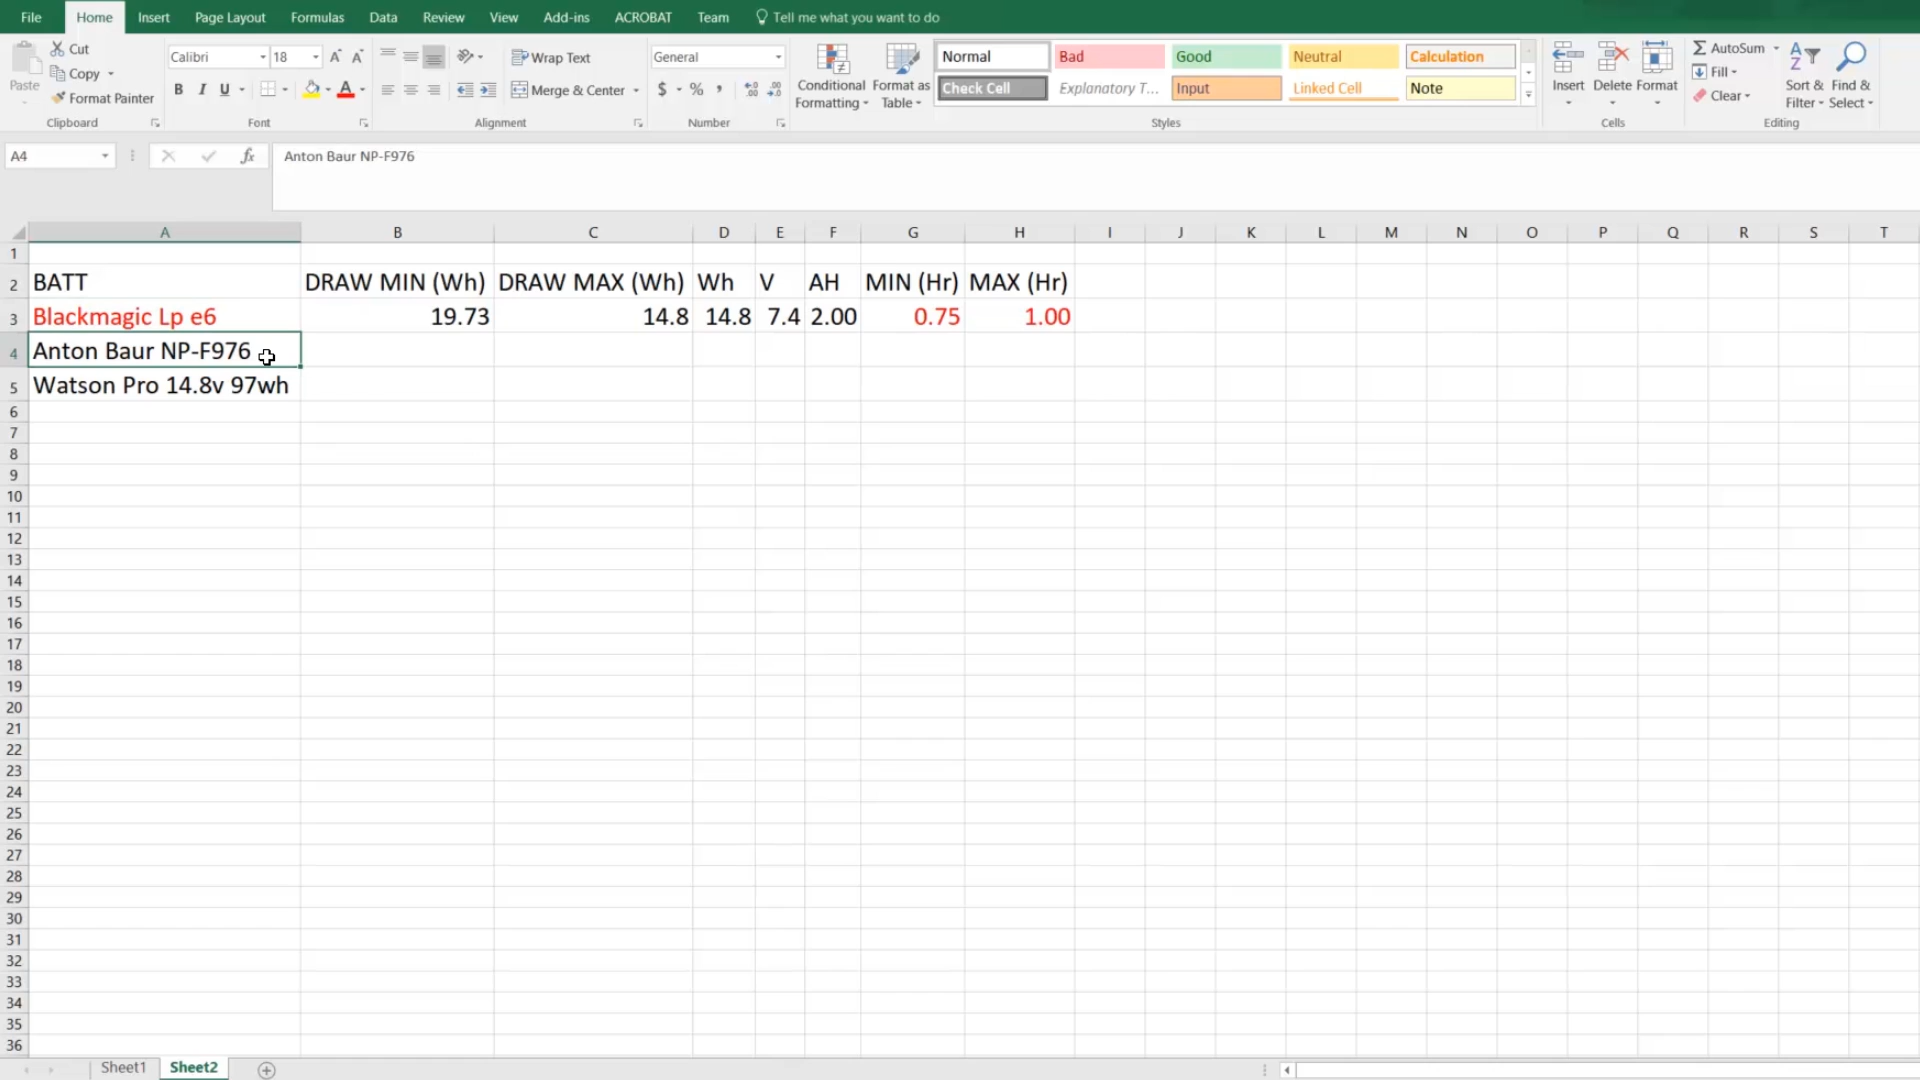 File Home Insert Page Layout Formulas Data Review View Add-ins ACROBAT Team Tell me what you want to do
Paste Cut Copy Format Painter
Clipboard
Calibri 18 A A
B I U A
Font
Wrap Text
Merge & Center
Alignment
General
$ % ,
Number
Conditional Formatting
Format as Table
Normal Bad Good Neutral Calculation
Check Cell Explanatory T... Input Linked Cell Note
Styles
Insert Delete Format
Cells
AutoSum
Fill
Clear
Sort & Filter
Find & Select
Editing
A4 fx Anton Baur NP-F976
A B C D E F G H I J K L M N O P Q R S T
1
2 BATT DRAW MIN (Wh) DRAW MAX (Wh) Wh V AH MIN (Hr) MAX (Hr)
3 Blackmagic Lp e6 19.73 14.8 14.8 7.4 2.00 0.75 1.00
4 Anton Baur NP-F976
5 Watson Pro 14.8v 97wh
6
7
8
9
10
11
12
13
14
15
16
17
18
19
20
21
22
23
24
25
26
27
28
29
30
31
32
33
34
35
36
Sheet1 Sheet2